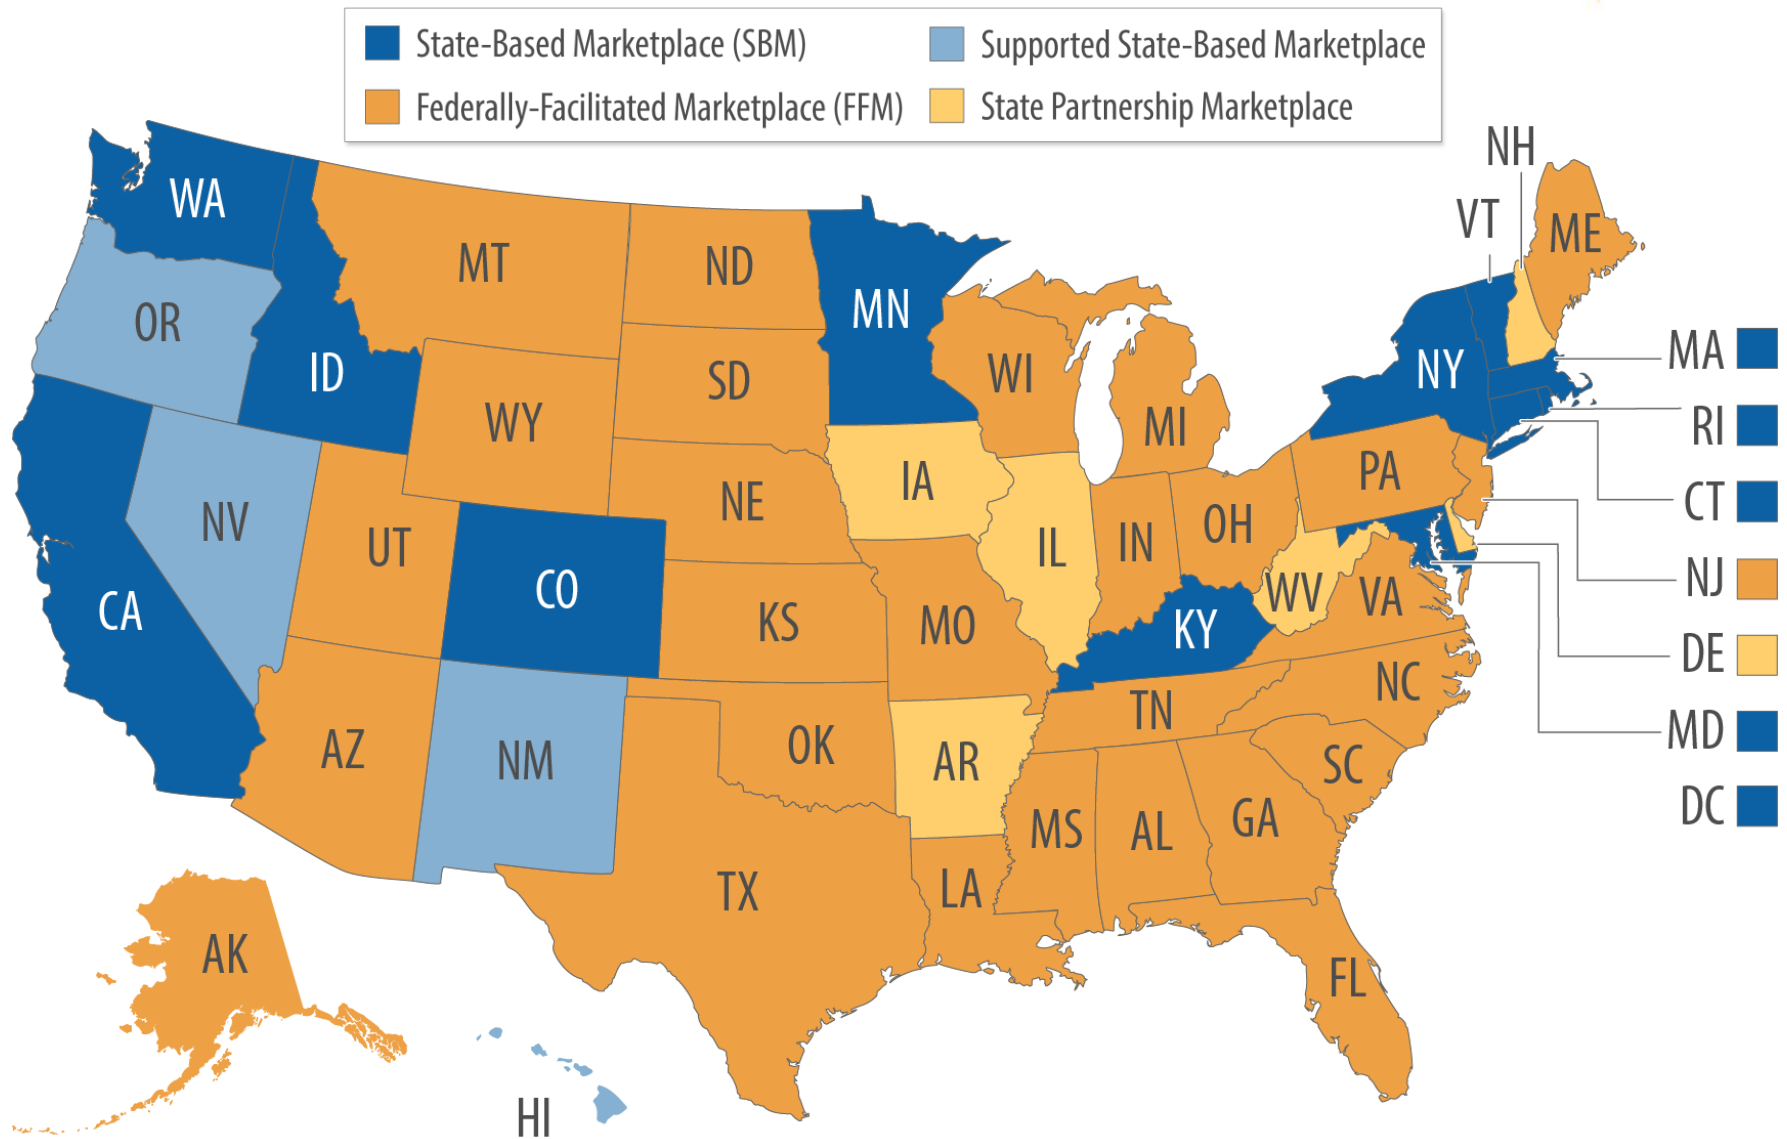 State-Based Marketplace (SBM)
Supported State-Based Marketplace
Federally-Facilitated Marketplace (FFM)
State Partnership Marketplace
NH
WA
VT
ME
MT
ND
OR
MN
MA
ID
WI
NY
SD
WY
MI
RI
PA
IA
NE
CT
NV
OH
UT
IN
IL
CO
NJ
WV
VA
CA
KS
MO
KY
DE
NC
TN
MD
AZ
OK
NM
AR
SC
DC
GA
MS
AL
TX
LA
AK
FL
HI